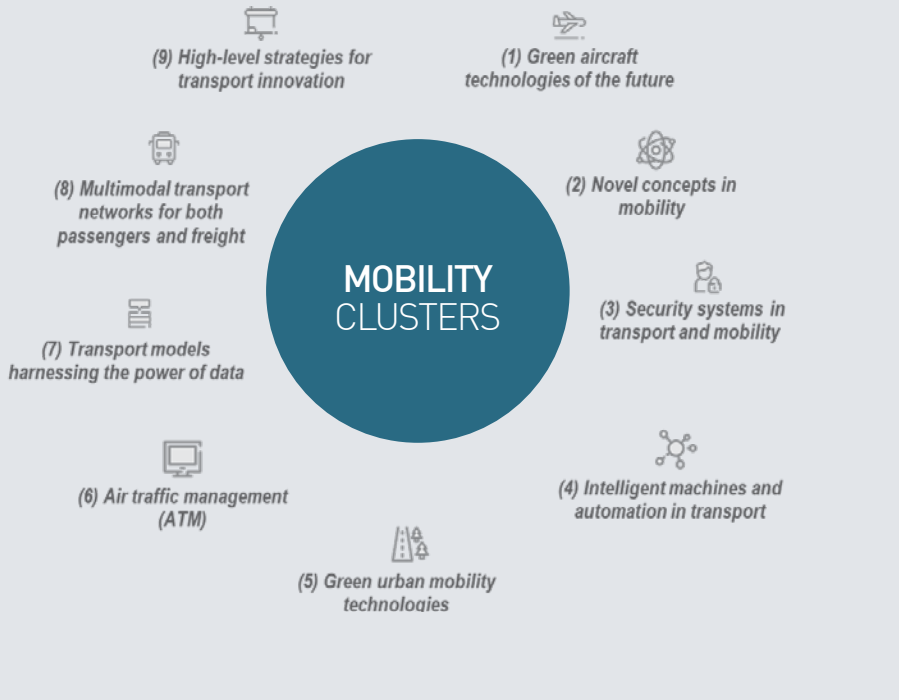 MOBILITY
CLUSTERS
(1) Green aircraft
technologies of the future
(2) Novel concepts in
mobility
(3) Security systems in
transport and mobility
(4) Intelligent machines and
automation in transport
(5) Green urban mobility
technologies
(6) Air traffic management
(ATM)
(7) Transport models
harnessing the power of data
(8) Multimodal transport
networks for both
passengers and freight
(9) High-level strategies for
transport innovation